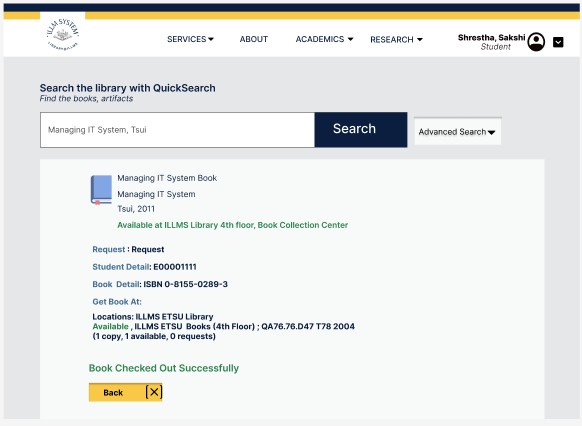 ILLM SYSTEM
SERVICES ABOUT ACADEMICS RESEARCH
Shrestha, Sakshi
Student
Search the library with QuickSearch
Find the books, artifacts
Managing IT System, Tsui
Search
Advanced Search
Managing IT System Book
Managing IT System
Tsui, 2011
Available at ILLMS Library 4th floor, Book Collection Center
Request : Request
Student Detail: E00001111
Book Detail: ISBN 0-8155-0289-3
Get Book At:
Locations: ILLMS ETSU Library
Available , ILLMS ETSU Books (4th Floor) ; QA76.76.D47 T78 2004
(1 copy, 1 available, 0 requests)
Book Checked Out Successfully
Back